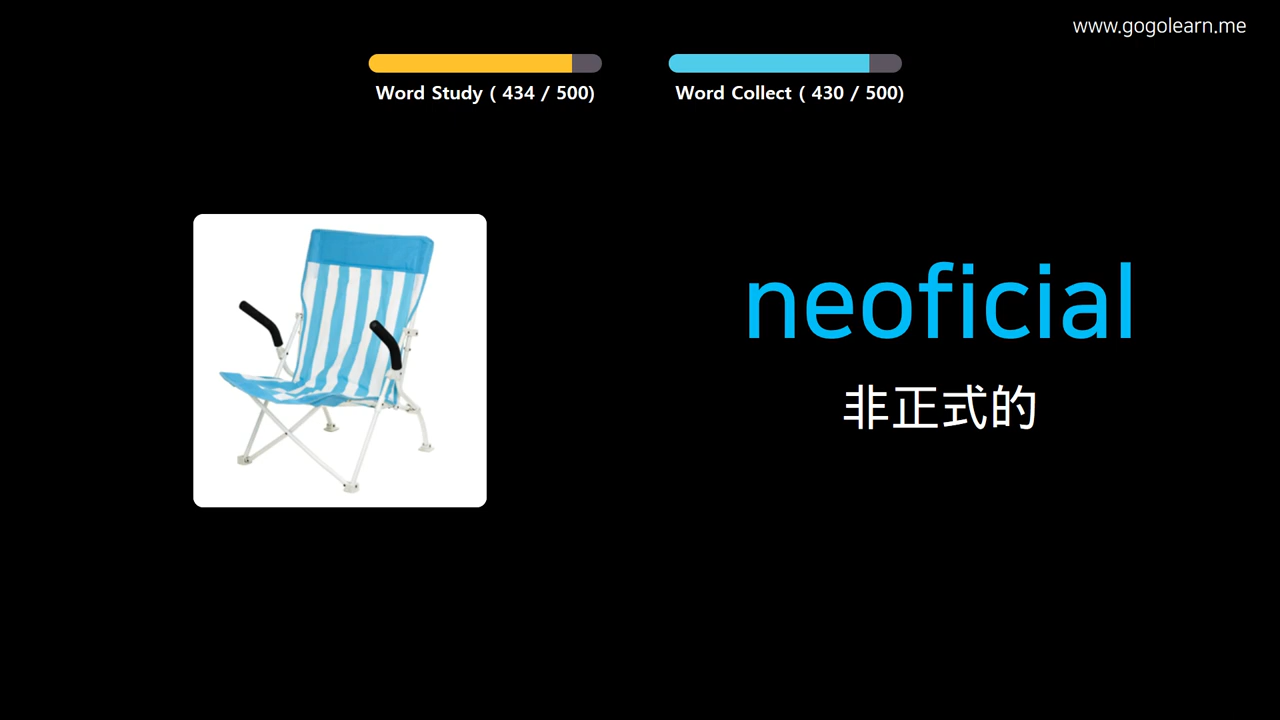 www.gogolearn.me
Word Study ( 434 / 500)
Word Collect ( 430 / 500)
neoficial
非正式的